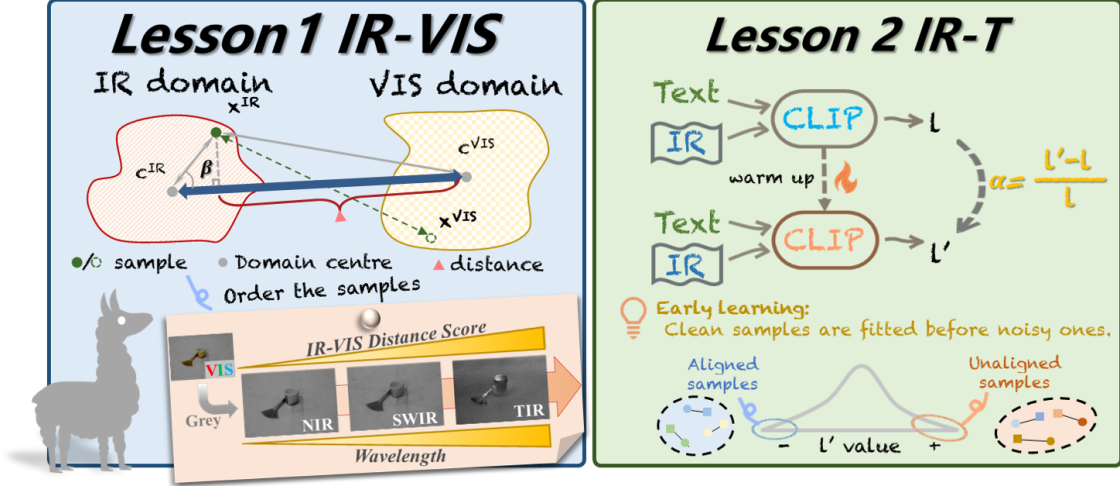 Lesson 1 IR-VIS
IR domain
VIS domain
x^IR
c^IR
β
c^VIS
x^VIS
/ sample
Domain centre
distance
Order the samples
VIS
Grey
IR-VIS Distance Score
NIR
SWIR
TIR
Wavelength
Lesson 2 IR-T
Text
IR
CLIP
l
warm up
α= l'-l / l
Text
IR
CLIP
l'
Early learning:
Clean samples are fitted before noisy ones.
Aligned
samples
Unaligned
samples
- l' value +